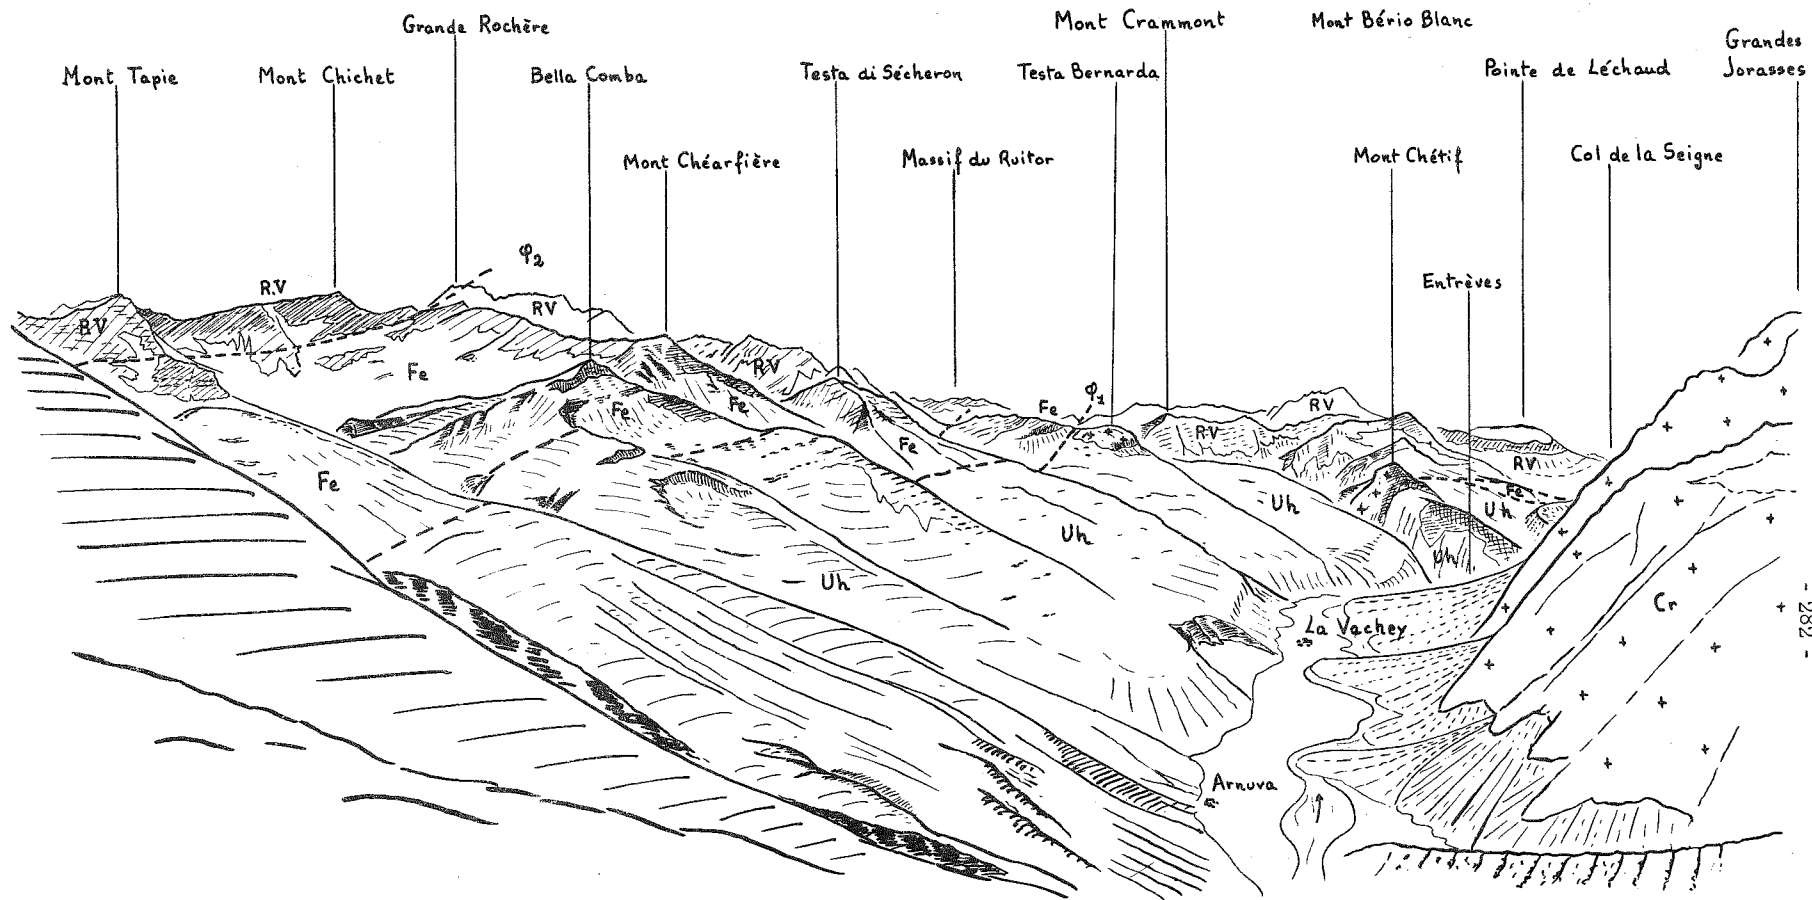 Grande Rochère
Mont Crammont
Mont Bério Blanc
Grandes
Jorasses
Mont Tapie
Mont Chichet
Bella Comba
Testa di Sécheron
Testa Bernarda
Pointe de Léchaud
Mont Chéarfière
Massif du Ruitor
Mont Chétif
Col de la Seigne
φ2
Entrèves
R.V
RV
RV
RV
Fe
Fe
Fe
Fe
Fe
φ1
RV
RV
RV
Fe
Fe
Uh
Uh
Uh
Uh
Uh
Cr
La Vachey
- 282 -
Arnuva